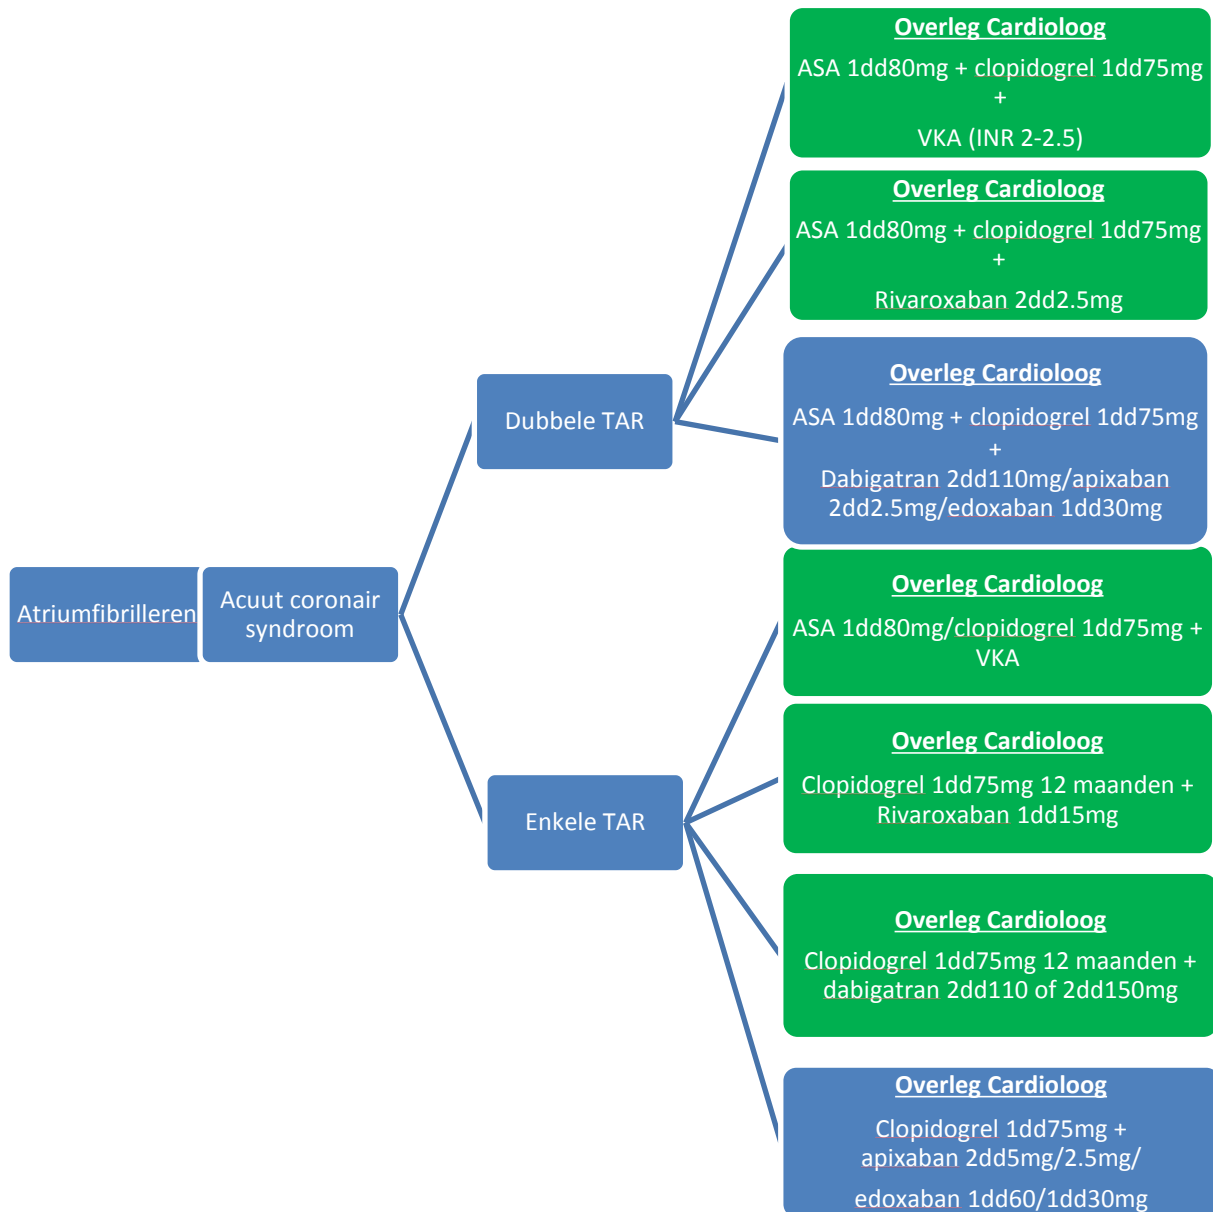 Atriumfibrilleren
Acuut coronair
syndroom
Dubbele TAR
Overleg Cardioloog
ASA 1dd80mg + clopidogrel 1dd75mg
+
VKA (INR 2-2.5)
Overleg Cardioloog
ASA 1dd80mg + clopidogrel 1dd75mg
+
Rivaroxaban 2dd2.5mg
Overleg Cardioloog
ASA 1dd80mg + clopidogrel 1dd75mg
+
Dabigatran 2dd110mg/apixaban
2dd2.5mg/edoxaban 1dd30mg
Enkele TAR
Overleg Cardioloog
ASA 1dd80mg/clopidogrel 1dd75mg +
VKA
Overleg Cardioloog
Clopidogrel 1dd75mg 12 maanden +
Rivaroxaban 1dd15mg
Overleg Cardioloog
Clopidogrel 1dd75mg 12 maanden +
dabigatran 2dd110 of 2dd150mg
Overleg Cardioloog
Clopidogrel 1dd75mg +
apixaban 2dd5mg/2.5mg/
edoxaban 1dd60/1dd30mg